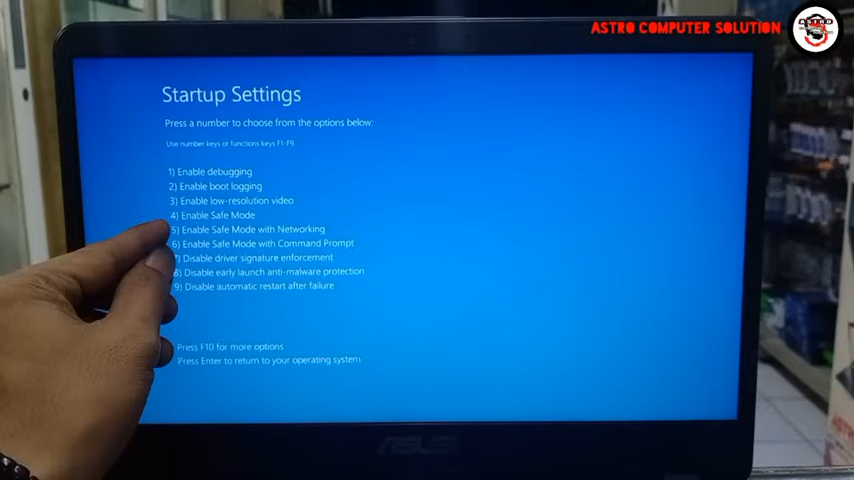 ASTRO COMPUTER SOLUTION
ASTRO
Startup Settings
Press a number to choose from the options below:
Use number keys or functions keys F1-F9.
1) Enable debugging
2) Enable boot logging
3) Enable low-resolution video
4) Enable Safe Mode
5) Enable Safe Mode with Networking
6) Enable Safe Mode with Command Prompt
7) Disable driver signature enforcement
8) Disable early launch anti-malware protection
9) Disable automatic restart after failure
Press F10 for more options
Press Enter to return to your operating system
ASUS